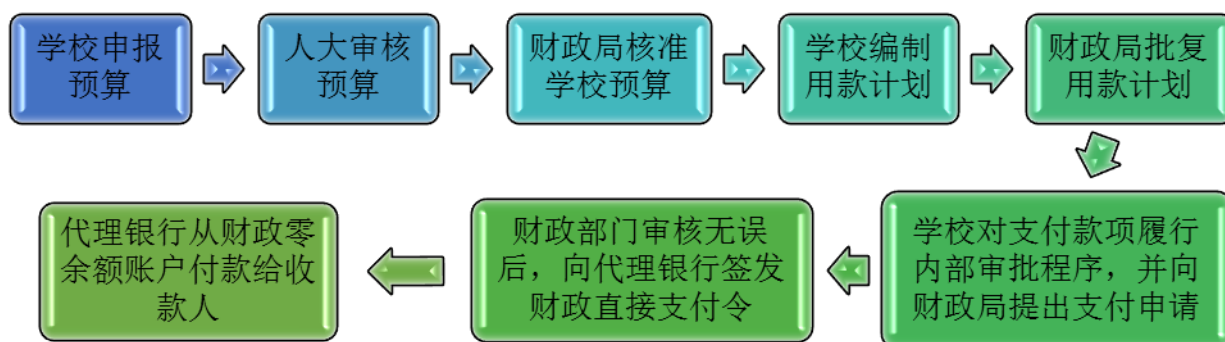 学校申报
预算
人大审核
预算
财政局核准
学校预算
学校编制
用款计划
财政局批复
用款计划
学校对支付款项履行
内部审批程序，并向
财政局提出支付申请
财政部门审核无误
后，向代理银行签发
财政直接支付令
代理银行从财政零
余额账户付款给收
款人